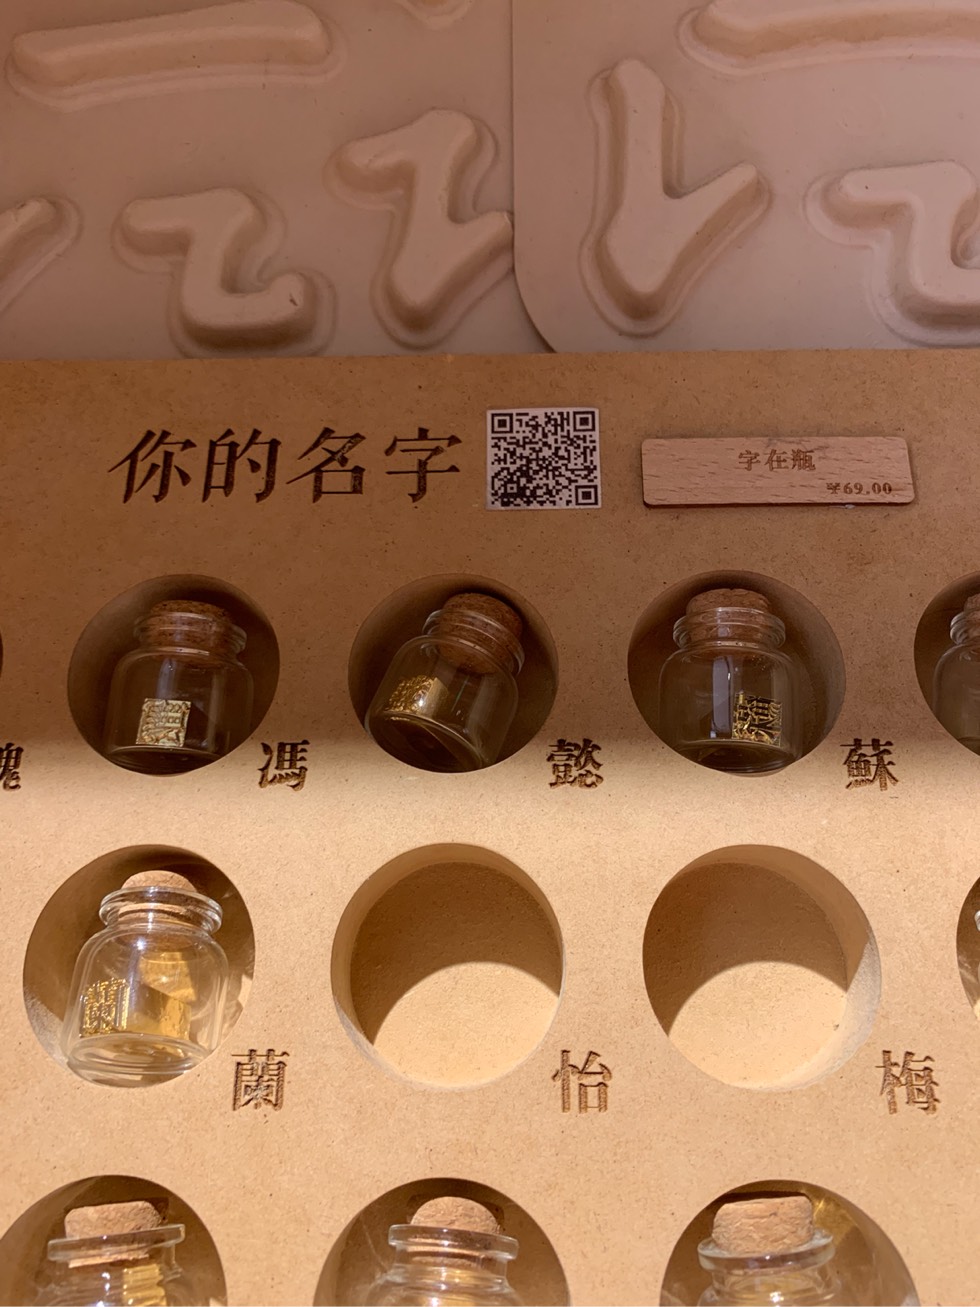 你的名字
字在瓶
¥69.00
馮 懿 蘇
蘭 怡 梅